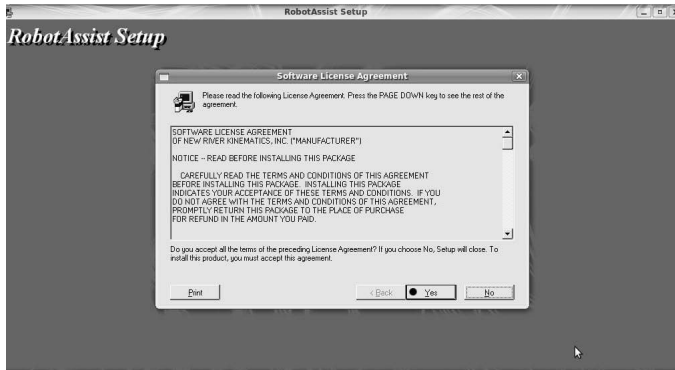 RobotAssist Setup
RobotAssist Setup
Software License Agreement
Please read the following License Agreement. Press the PAGE DOWN key to see the rest of the
agreement.
SOFTWARE LICENSE AGREEMENT
OF NEW RIVER KINEMATICS, INC. ("MANUFACTURER")
NOTICE -- READ BEFORE INSTALLING THIS PACKAGE
CAREFULLY READ THE TERMS AND CONDITIONS OF THIS AGREEMENT
BEFORE INSTALLING THIS PACKAGE. INSTALLING THIS PACKAGE
INDICATES YOUR ACCEPTANCE OF THESE TERMS AND CONDITIONS. IF YOU
DO NOT AGREE WITH THE TERMS AND CONDITIONS OF THIS AGREEMENT,
PROMPTLY RETURN THIS PACKAGE TO THE PLACE OF PURCHASE
FOR REFUND IN THE AMOUNT YOU PAID.
Do you accept all the terms of the preceding License Agreement? If you choose No, Setup will close. To
install this product, you must accept this agreement.
Print < Back Yes No